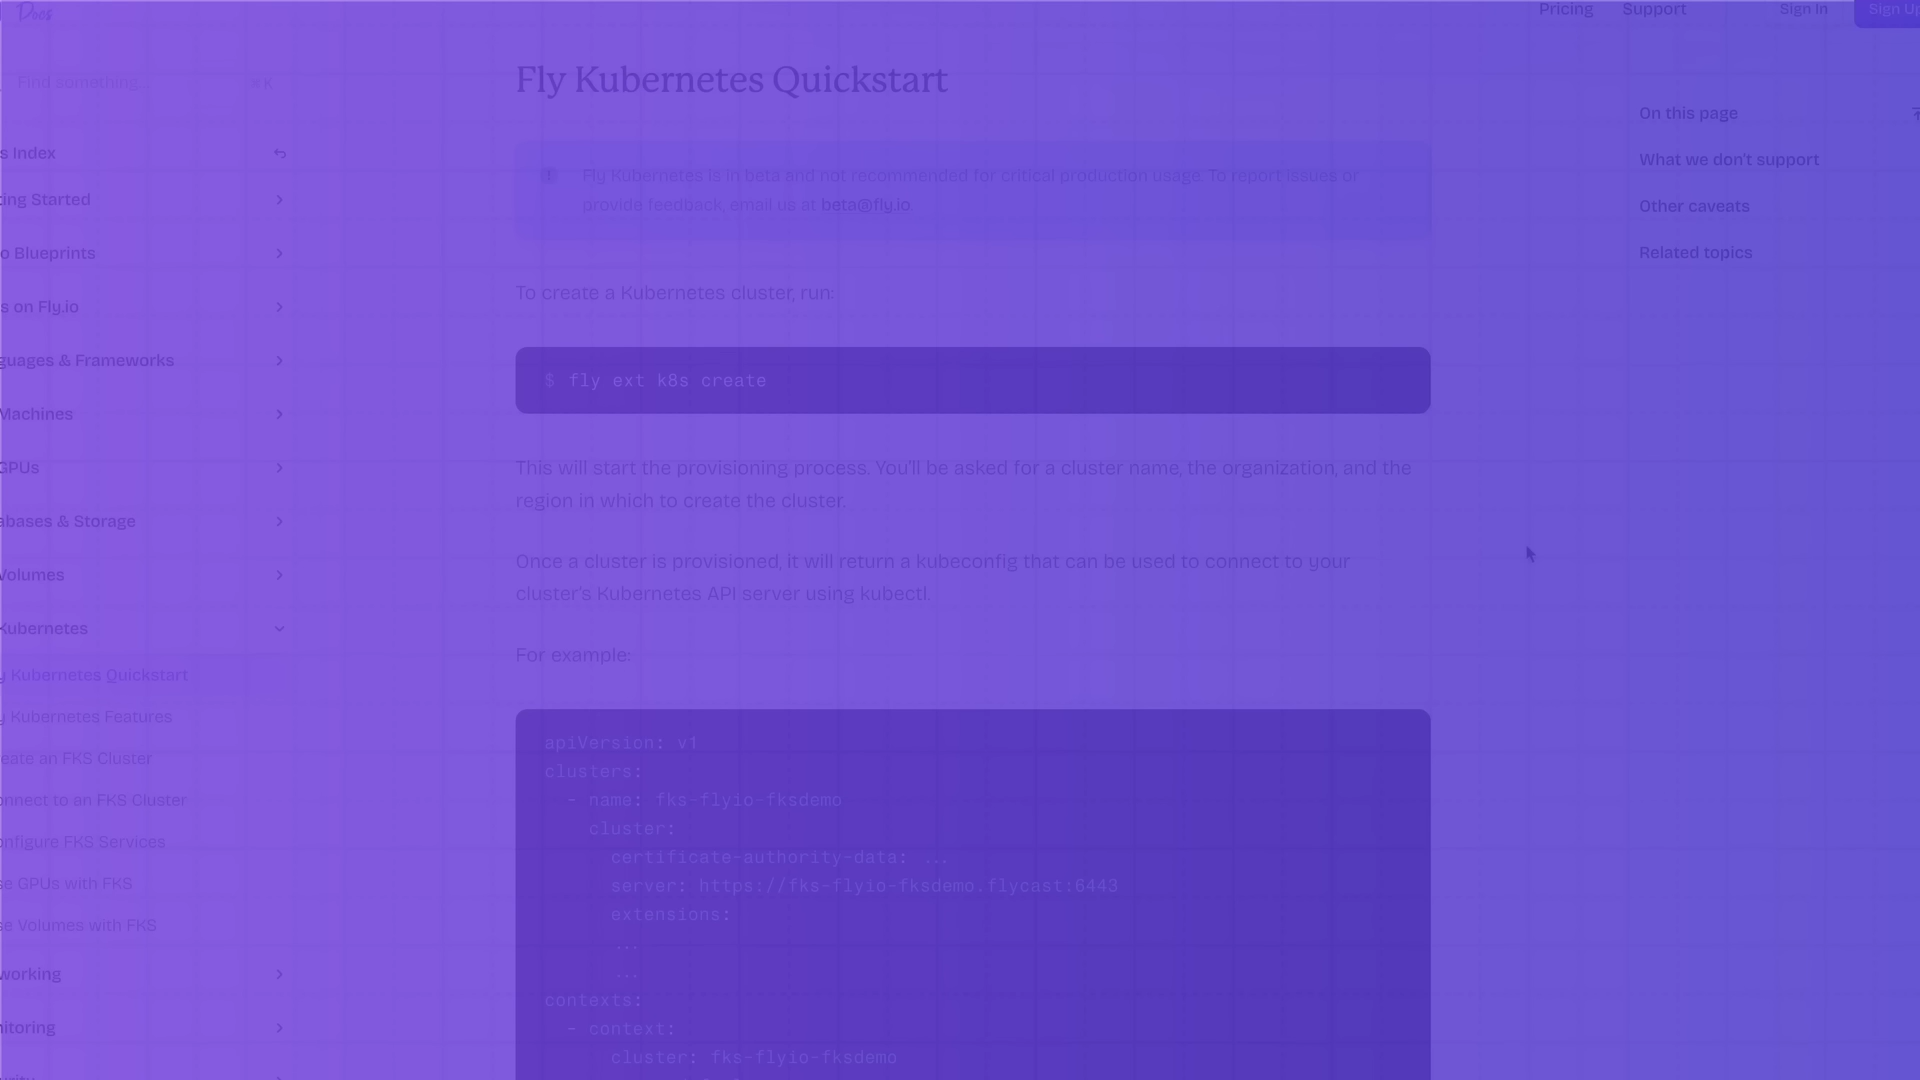 Docs
Pricing
Support
Sign In
Sign Up
Find something...
K
s Index
ing Started
o Blueprints
s on Fly.io
guages & Frameworks
Machines
GPUs
abases & Storage
Volumes
Kubernetes
y Kubernetes Quickstart
y Kubernetes Features
eate an FKS Cluster
onnect to an FKS Cluster
onfigure FKS Services
se GPUs with FKS
se Volumes with FKS
working
nitoring
Fly Kubernetes Quickstart
Fly Kubernetes is in beta and not recommended for critical production usage. To report issues or
provide feedback, email us at beta@fly.io
To create a Kubernetes cluster, run:
$ fly ext k8s create
This will start the provisioning process. You'll be asked for a cluster name, the organization, and the
region in which to create the cluster.
Once a cluster is provisioned, it will return a kubeconfig that can be used to connect to your
cluster's Kubernetes API server using kubectl.
For example:
apiVersion: v1
clusters:
- name: fks-flyio-fksdemo
cluster:
certificate-authority-data: ...
server: https://fks-flyio-fksdemo.flycast:6443
extensions:
...
...
contexts:
- context:
cluster: fks-flyio-fksdemo
On this page
What we don't support
Other caveats
Related topics